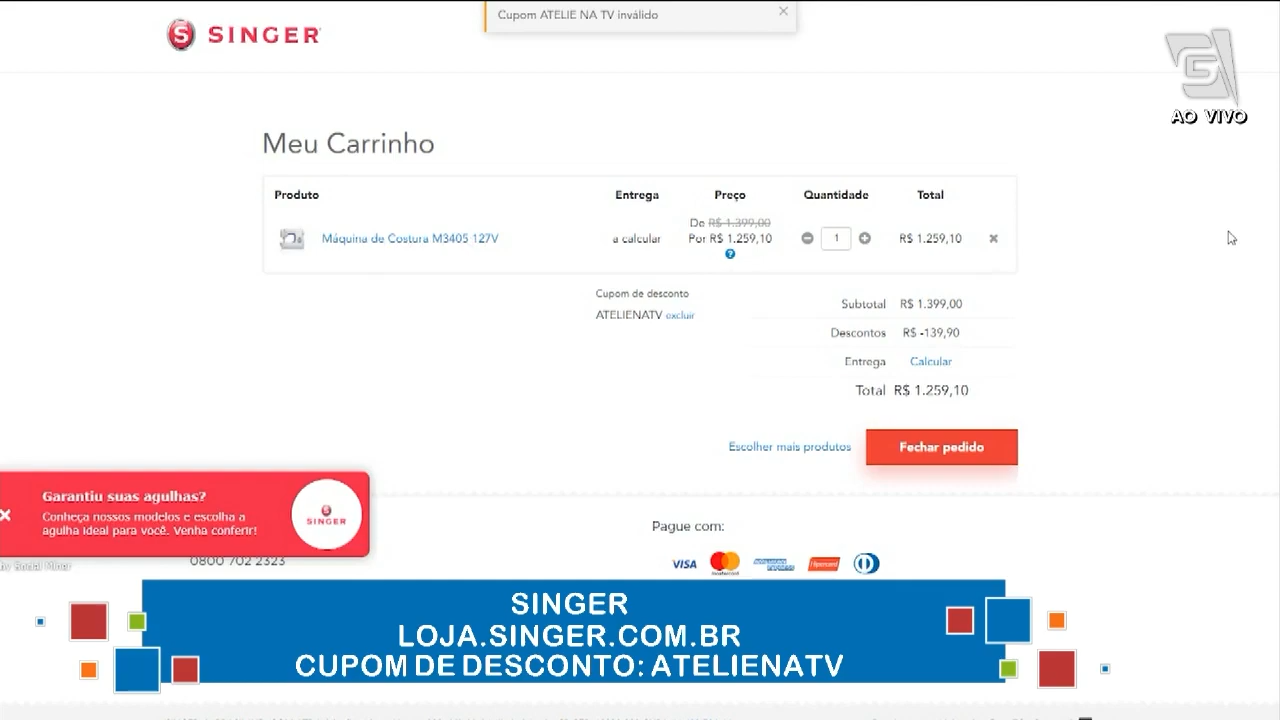 Cupom ATELIE NA TV inválido
SINGER
AO VIVO
Meu Carrinho
Produto Entrega Preço Quantidade Total
Máquina de Costura M3405 127V a calcular De R$ 1.399,00 Por R$ 1.259,10 1 R$ 1.259,10
Cupom de desconto
ATELIENATV excluir
Subtotal R$ 1.399,00
Descontos R$ -139,90
Entrega Calcular
Total R$ 1.259,10
Escolher mais produtos Fechar pedido
Garantiu suas agulhas?
Conheça nossos modelos e escolha a
agulha ideal para você. Venha conferir!
SINGER
by Social Miner
0800 702 2323
Pague com:
VISA
SINGER
LOJA.SINGER.COM.BR
CUPOM DE DESCONTO: ATELIENATV